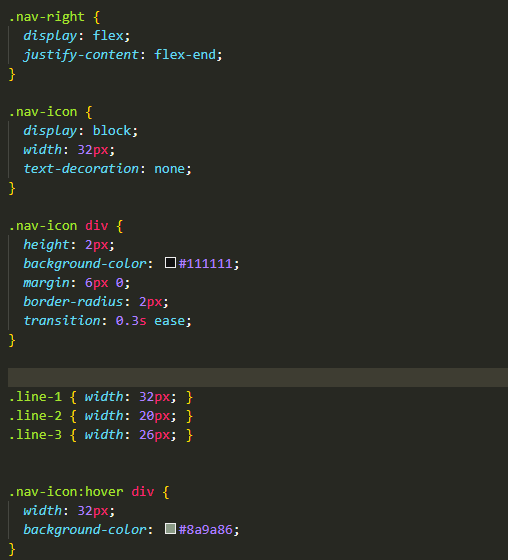 .nav-right {
  display: flex;
  justify-content: flex-end;
}

.nav-icon {
  display: block;
  width: 32px;
  text-decoration: none;
}

.nav-icon div {
  height: 2px;
  background-color: #111111;
  margin: 6px 0;
  border-radius: 2px;
  transition: 0.3s ease;
}

.line-1 { width: 32px; }
.line-2 { width: 20px; }
.line-3 { width: 26px; }

.nav-icon:hover div {
  width: 32px;
  background-color: #8a9a86;
}